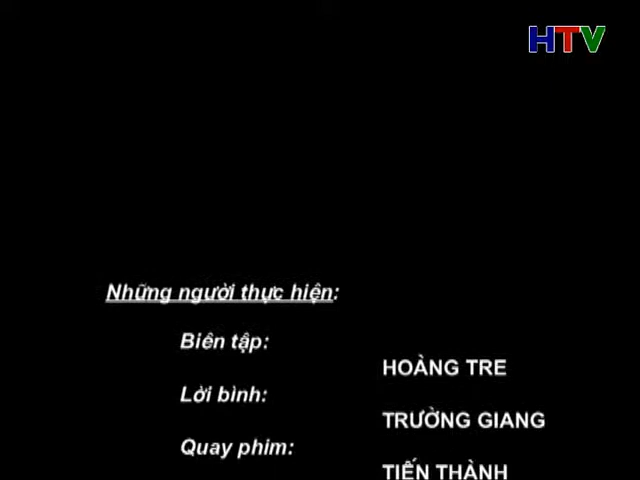 HTV
Những người thực hiện:
Biên tập:
HOÀNG TRE
Lời bình:
TRƯỜNG GIANG
Quay phim:
TIẾN THÀNH